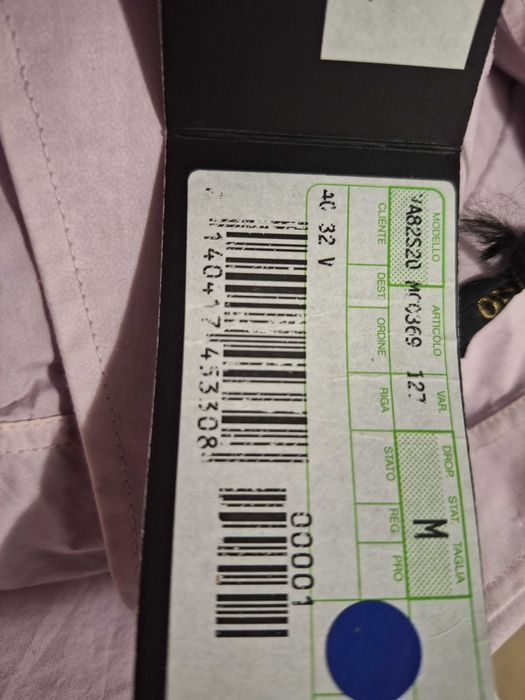 MODELLO ARTICOLO VAR. DROP STAT. TAGLIA
A82S20 MC0369 127 M
CLIENTE DEST. ORDINE RIGA STATO REG PRO
4C 32 V
00001
140417453308